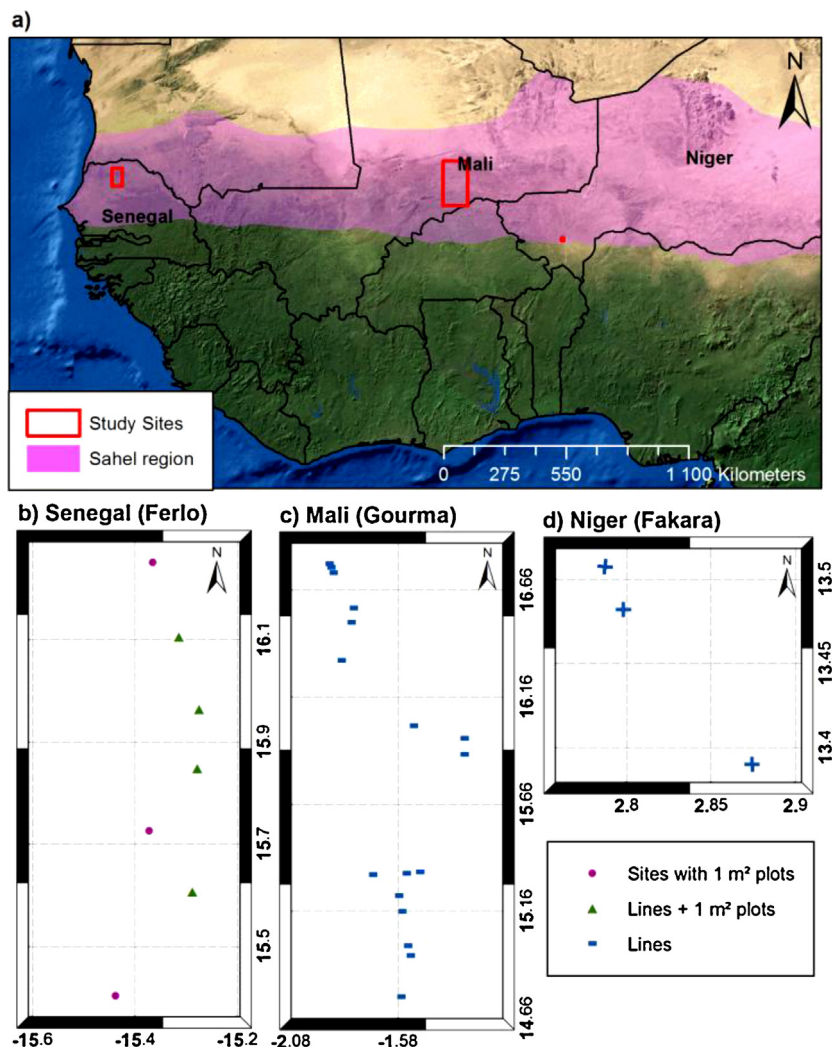 a)
N
Mali
Niger
Senegal
Study Sites
Sahel region
0 275 550 1 100 Kilometers
b) Senegal (Ferlo)
N
16.1
15.9
15.7
15.5
-15.6 -15.4 -15.2
c) Mali (Gourma)
N
16.66
16.16
15.66
15.16
14.66
-2.08 -1.58
d) Niger (Fakara)
N
13.5
13.45
13.4
2.8 2.85 2.9
Sites with 1 m² plots
Lines + 1 m² plots
Lines